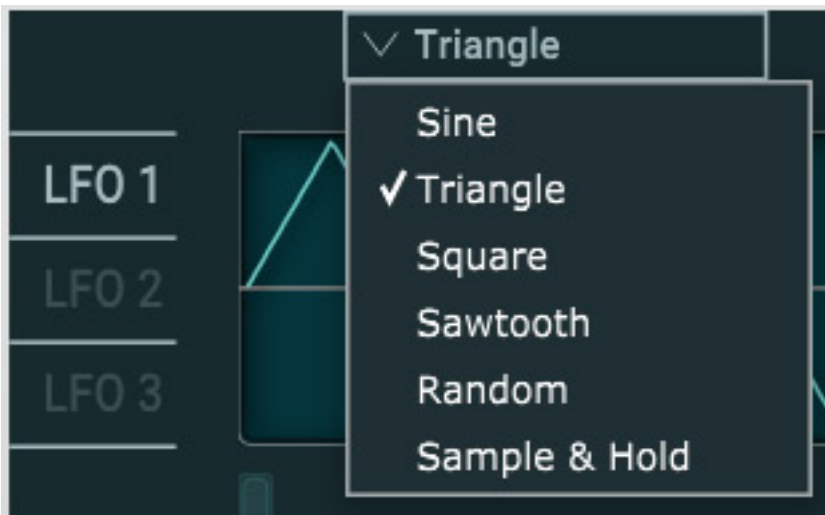 Triangle
Sine
Triangle
Square
Sawtooth
Random
Sample & Hold
LFO 1
LFO 2
LFO 3